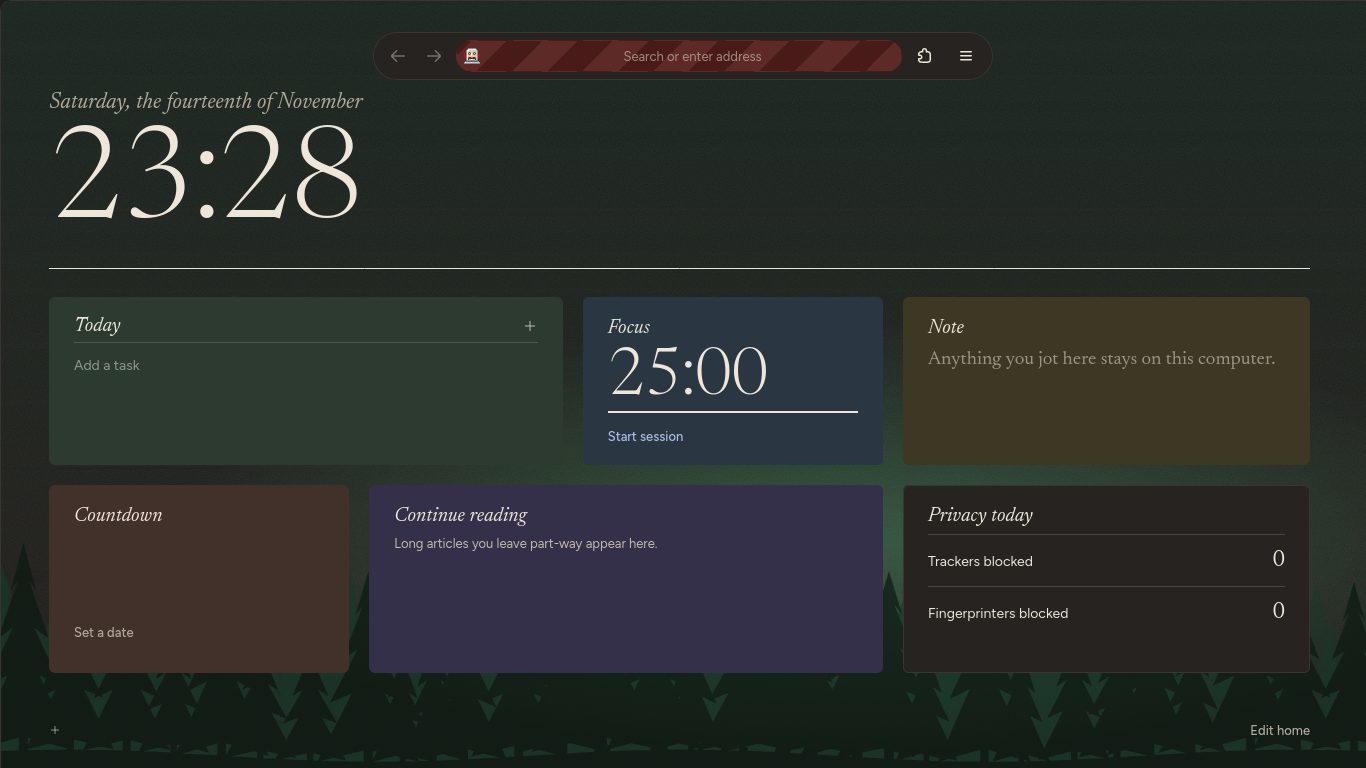 Search or enter address
Saturday, the fourteenth of November
23:28
Today
+
Add a task
Focus
25:00
Start session
Note
Anything you jot here stays on this computer.
Countdown
Set a date
Continue reading
Long articles you leave part-way appear here.
Privacy today
Trackers blocked 0
Fingerprinters blocked 0
+
Edit home